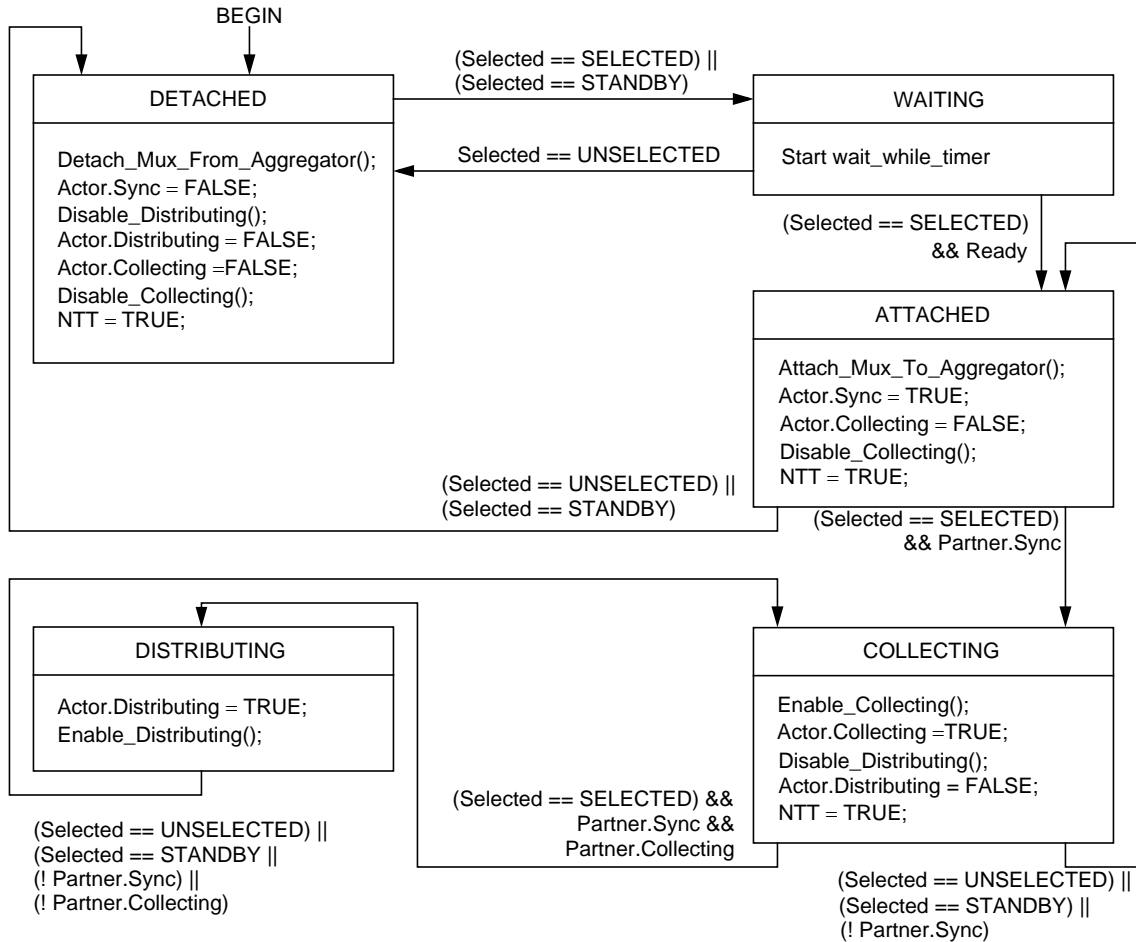 BEGIN
DETACHED
Detach_Mux_From_Aggregator();
Actor.Sync = FALSE;
Disable_Distributing();
Actor.Distributing = FALSE;
Actor.Collecting =FALSE;
Disable_Collecting();
NTT = TRUE;
(Selected == SELECTED) ||
(Selected == STANDBY)
Selected == UNSELECTED
WAITING
Start wait_while_timer
(Selected == SELECTED)
&& Ready
ATTACHED
Attach_Mux_To_Aggregator();
Actor.Sync = TRUE;
Actor.Collecting = FALSE;
Disable_Collecting();
NTT = TRUE;
(Selected == UNSELECTED) ||
(Selected == STANDBY)
(Selected == SELECTED)
&& Partner.Sync
DISTRIBUTING
Actor.Distributing = TRUE;
Enable_Distributing();
COLLECTING
Enable_Collecting();
Actor.Collecting =TRUE;
Disable_Distributing();
Actor.Distributing = FALSE;
NTT = TRUE;
(Selected == SELECTED) &&
Partner.Sync &&
Partner.Collecting
(Selected == UNSELECTED) ||
(Selected == STANDBY ||
(! Partner.Sync) ||
(! Partner.Collecting)
(Selected == UNSELECTED) ||
(Selected == STANDBY) ||
(! Partner.Sync)